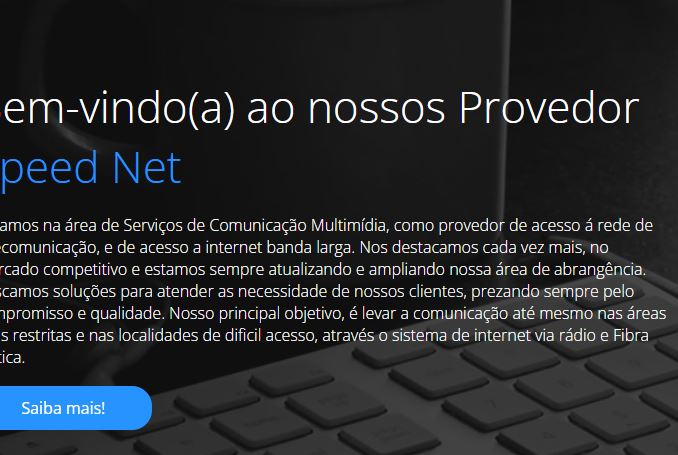 em-vindo(a) ao nossos Provedor
peed Net
amos na área de Serviços de Comunicação Multimídia, como provedor de acesso á rede de
comunicação, e de acesso a internet banda larga. Nos destacamos cada vez mais, no
rcado competitivo e estamos sempre atualizando e ampliando nossa área de abrangência.
scamos soluções para atender as necessidade de nossos clientes, prezando sempre pelo
mpromisso e qualidade. Nosso principal objetivo, é levar a comunicação até mesmo nas áreas
s restritas e nas localidades de dificil acesso, através o sistema de internet via rádio e Fibra
tica.
Saiba mais!